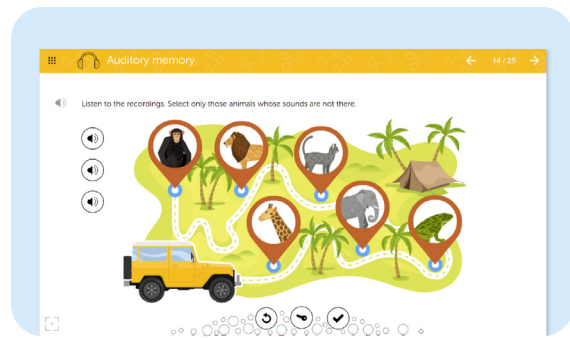 Auditory memory
14 / 25
Listen to the recordings. Select only those animals whose sounds are not there.